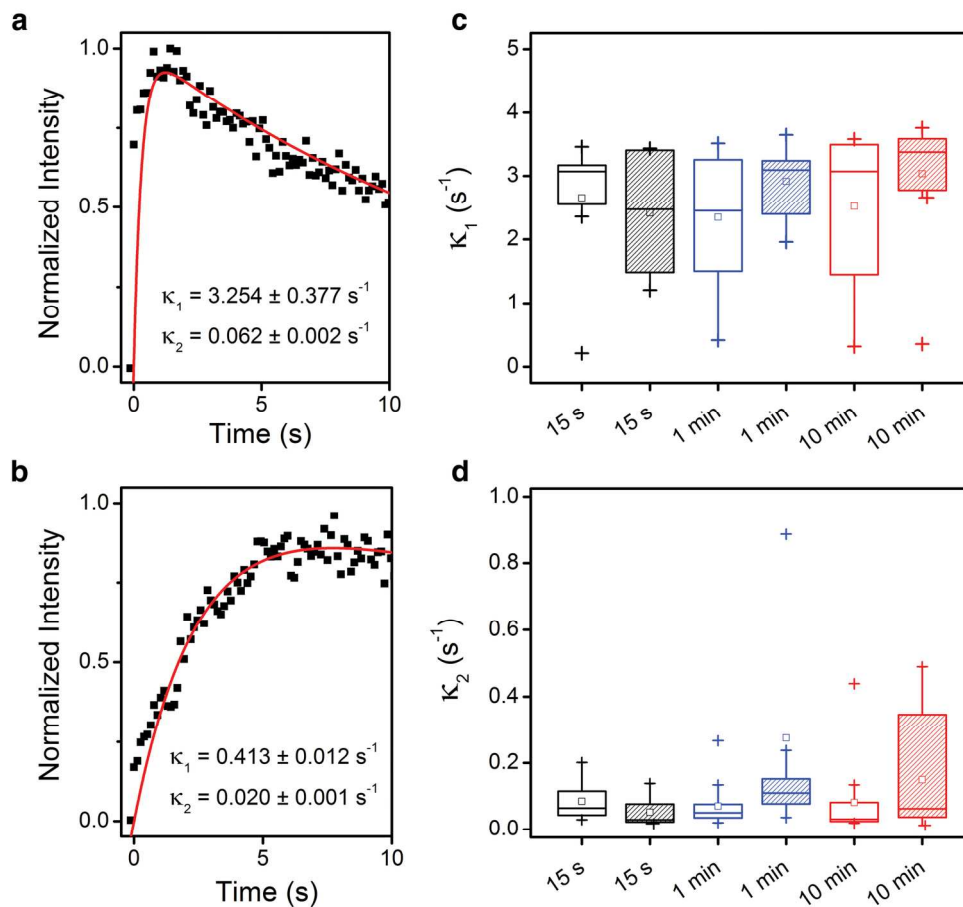 a
1.0
0.5
0.0
Normalized Intensity
κ1 = 3.254 ± 0.377 s-1
κ2 = 0.062 ± 0.002 s-1
0
5
10
Time (s)
b
1.0
0.5
0.0
Normalized Intensity
κ1 = 0.413 ± 0.012 s-1
κ2 = 0.020 ± 0.001 s-1
0
5
10
Time (s)
c
5
4
3
2
1
0
κ1 (s-1)
15 s
15 s
1 min
1 min
10 min
10 min
d
1.0
0.8
0.6
0.4
0.2
0.0
κ2 (s-1)
15 s
15 s
1 min
1 min
10 min
10 min